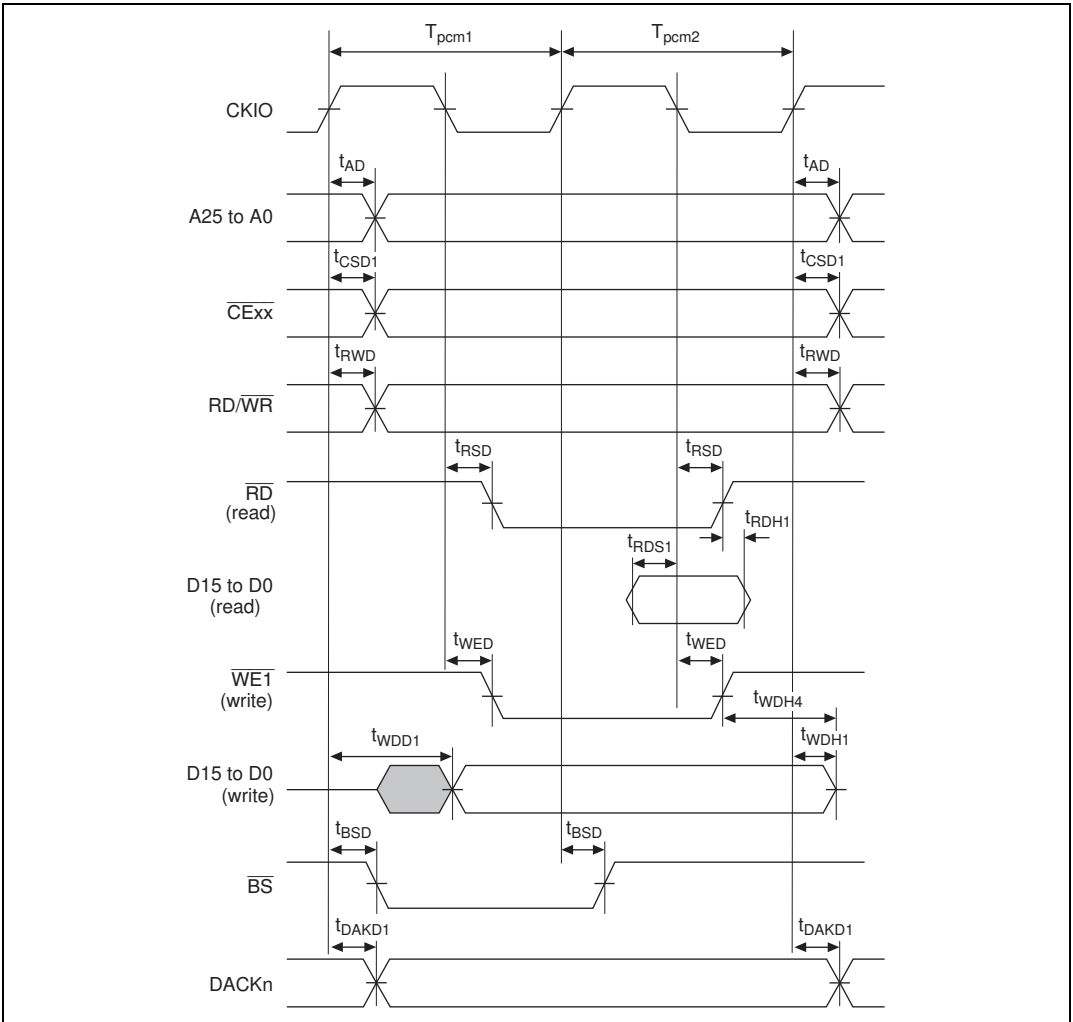 Tpcm1 Tpcm2
CKIO
tAD tAD
A25 to A0
tCSD1 tCSD1
CExx
tRWD tRWD
RD/WR
tRSD tRSD
RD
(read)
tRDH1
tRDS1
D15 to D0
(read)
tWED tWED
WE1
(write)
tWDH4
tWDD1 tWDH1
D15 to D0
(write)
tBSD tBSD
BS
tDAKD1 tDAKD1
DACKn